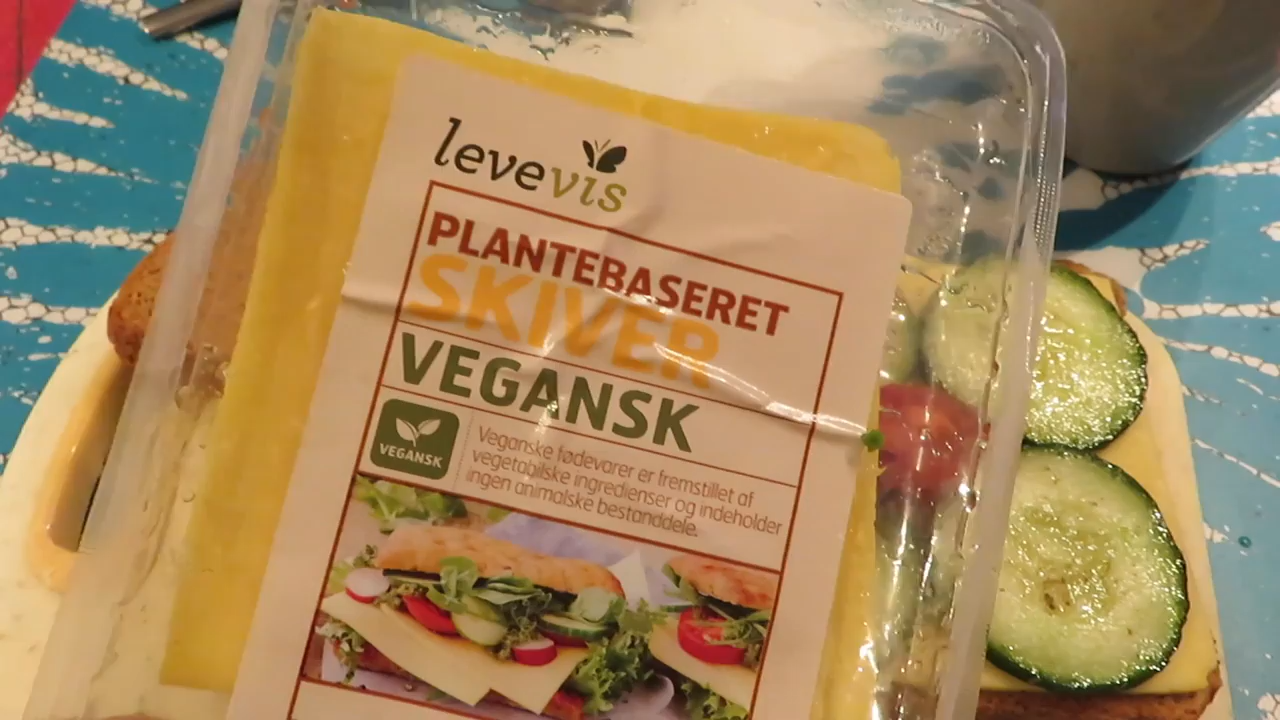 levevis
PLANTEBASERET
SKIVER
VEGANSK
VEGANSK
Veganske fødevarer er fremstillet af
vegetabilske ingredienser og indeholder
ingen animalske bestanddele.